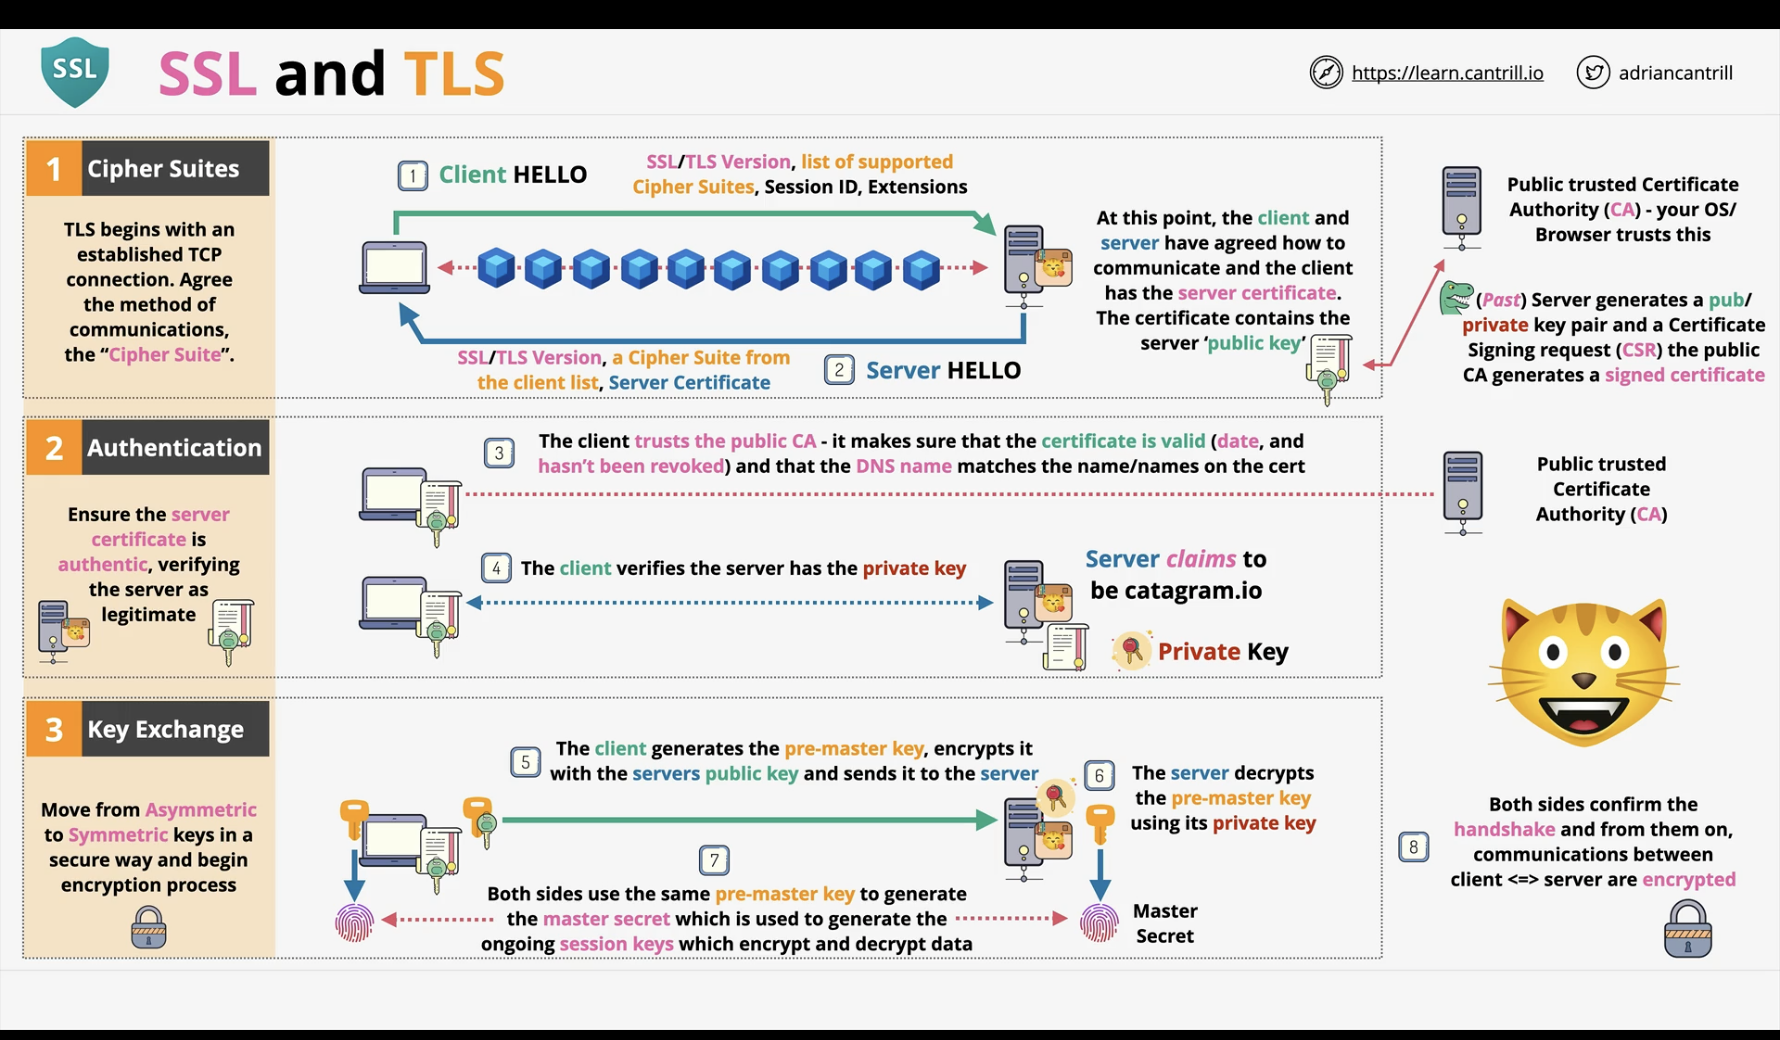 SSL
SSL and TLS
https://learn.cantrill.io
adriancantrill
1
Cipher Suites
TLS begins with an
established TCP
connection. Agree
the method of
communications,
the “Cipher Suite”.
1
Client HELLO
SSL/TLS Version, list of supported
Cipher Suites, Session ID, Extensions
SSL/TLS Version, a Cipher Suite from
the client list, Server Certificate
2
Server HELLO
At this point, the client and
server have agreed how to
communicate and the client
has the server certificate.
The certificate contains the
server ‘public key’
Public trusted Certificate
Authority (CA) - your OS/
Browser trusts this
(Past) Server generates a pub/
private key pair and a Certificate
Signing request (CSR) the public
CA generates a signed certificate
2
Authentication
Ensure the server
certificate is
authentic, verifying
the server as
legitimate
3
The client trusts the public CA - it makes sure that the certificate is valid (date, and
hasn’t been revoked) and that the DNS name matches the name/names on the cert
Public trusted
Certificate
Authority (CA)
4
The client verifies the server has the private key
Server claims to
be catagram.io
Private Key
3
Key Exchange
Move from Asymmetric
to Symmetric keys in a
secure way and begin
encryption process
5
The client generates the pre-master key, encrypts it
with the servers public key and sends it to the server
6
The server decrypts
the pre-master key
using its private key
7
Both sides use the same pre-master key to generate
the master secret which is used to generate the
ongoing session keys which encrypt and decrypt data
Master
Secret
8
Both sides confirm the
handshake and from them on,
communications between
client <=> server are encrypted